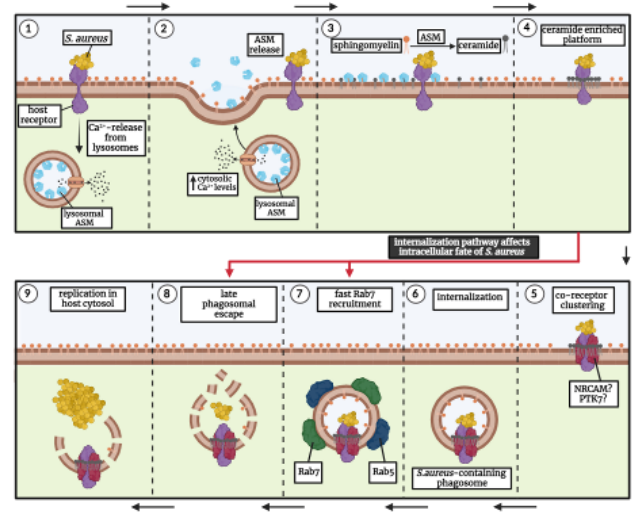 1
S. aureus
host
receptor
Ca²⁺-release
from
lysosomes
lysosomal
ASM
2
ASM
release
cytosolic
Ca²⁺ levels
lysosomal
ASM
3
sphingomyelin
ASM
ceramide
4
ceramide enriched
platform
internalization pathway affects
intracellular fate of S. aureus
9
replication in
host cytosol
8
late
phagosomal
escape
7
fast Rab7
recruitment
Rab7
Rab5
6
internalization
S.aureus-containing
phagosome
5
co-receptor
clustering
NRCAM?
PTK7?